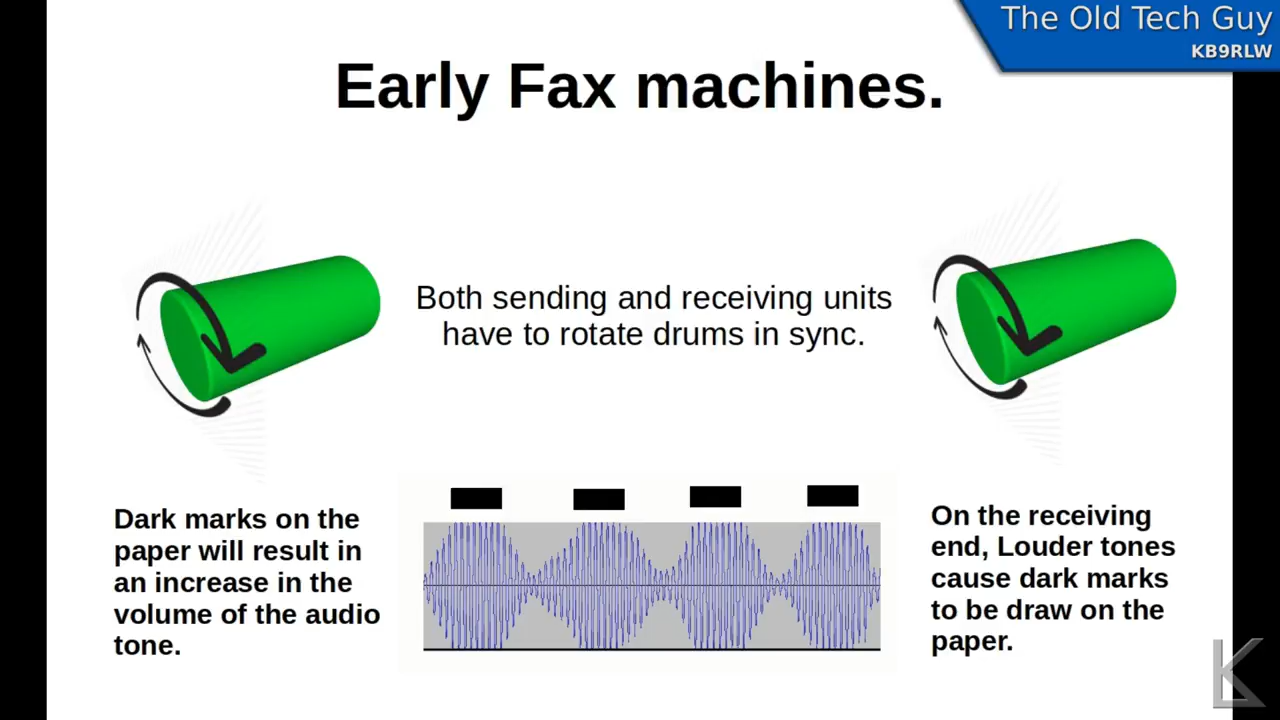 The Old Tech Guy
KB9RLW
Early Fax machines.
Both sending and receiving units
have to rotate drums in sync.
Dark marks on the
paper will result in
an increase in the
volume of the audio
tone.
On the receiving
end, Louder tones
cause dark marks
to be draw on the
paper.